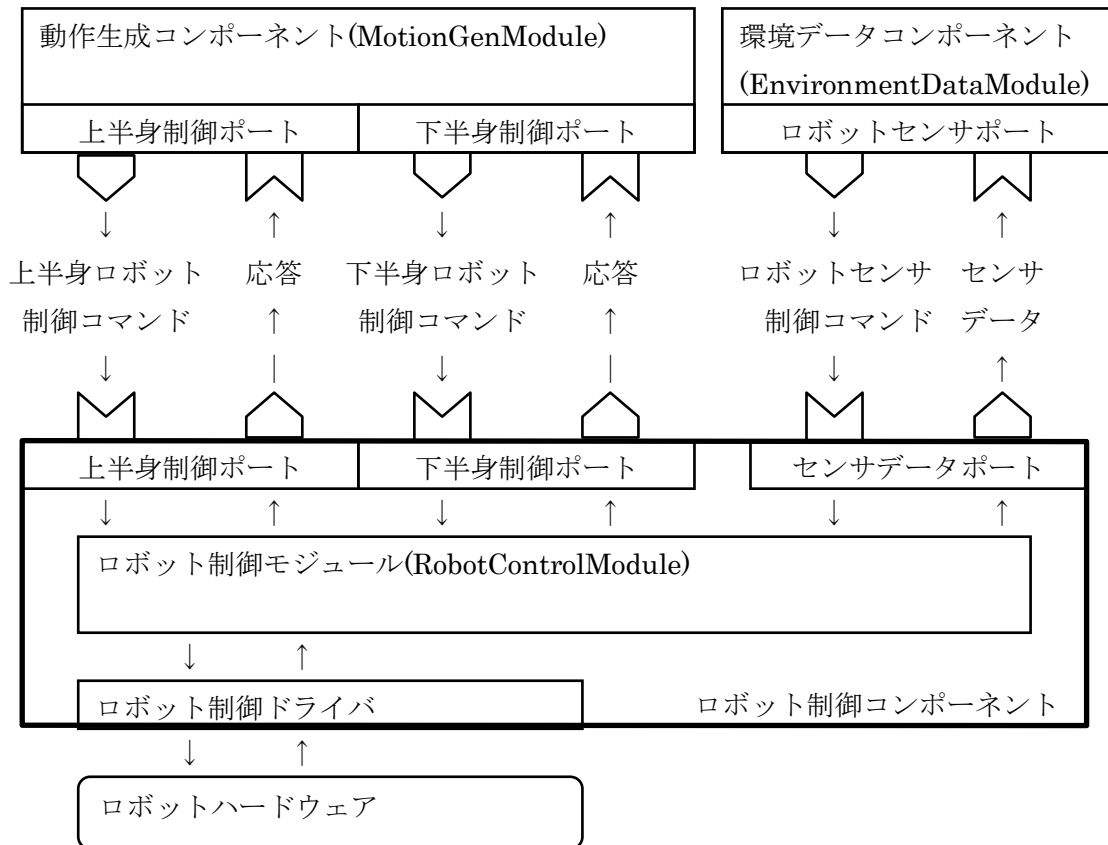 動作生成コンポーネント(MotionGenModule)
環境データコンポーネント
(EnvironmentDataModule)
上半身制御ポート
下半身制御ポート
ロボットセンサポート
↓ ↑ ↓ ↑ ↓ ↑
上半身ロボット 応答 下半身ロボット 応答 ロボットセンサ センサ
制御コマンド ↑ 制御コマンド ↑ 制御コマンド データ
↓ | ↓ | ↓ ↑
上半身制御ポート
下半身制御ポート
センサデータポート
↓ ↑ ↓ ↑ ↓ ↑
ロボット制御モジュール(RobotControlModule)
↓ ↑
ロボット制御ドライバ
ロボット制御コンポーネント
↓ ↑
ロボットハードウェア